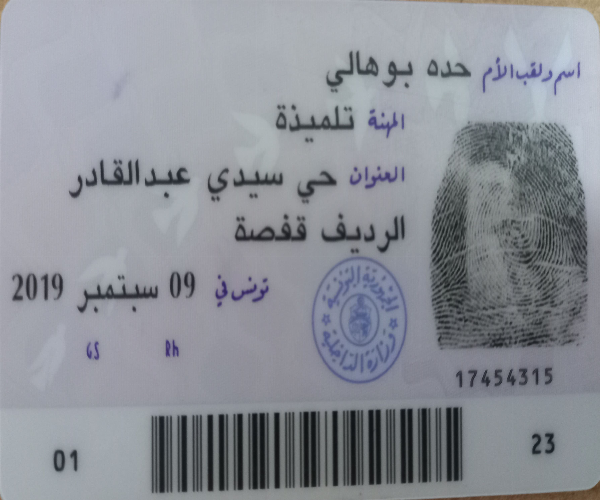 اسم ولقب الأم حده بوهالي
المهنة تلميذة
العنوان حي سيدي عبدالقادر
الرديف قفصة
تونس في 09 سبتمبر 2019
GS Rh
الجمهورية التونسية
وزارة الداخلية
17454315
01 23